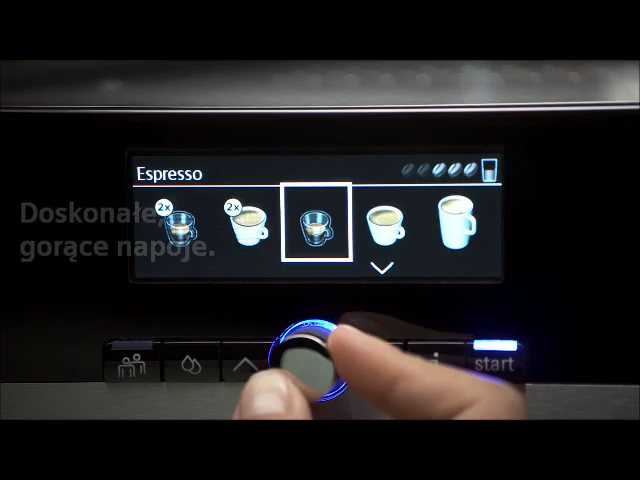 Espresso
2x
2x
Doskonałe,
gorące napoje.
i
start